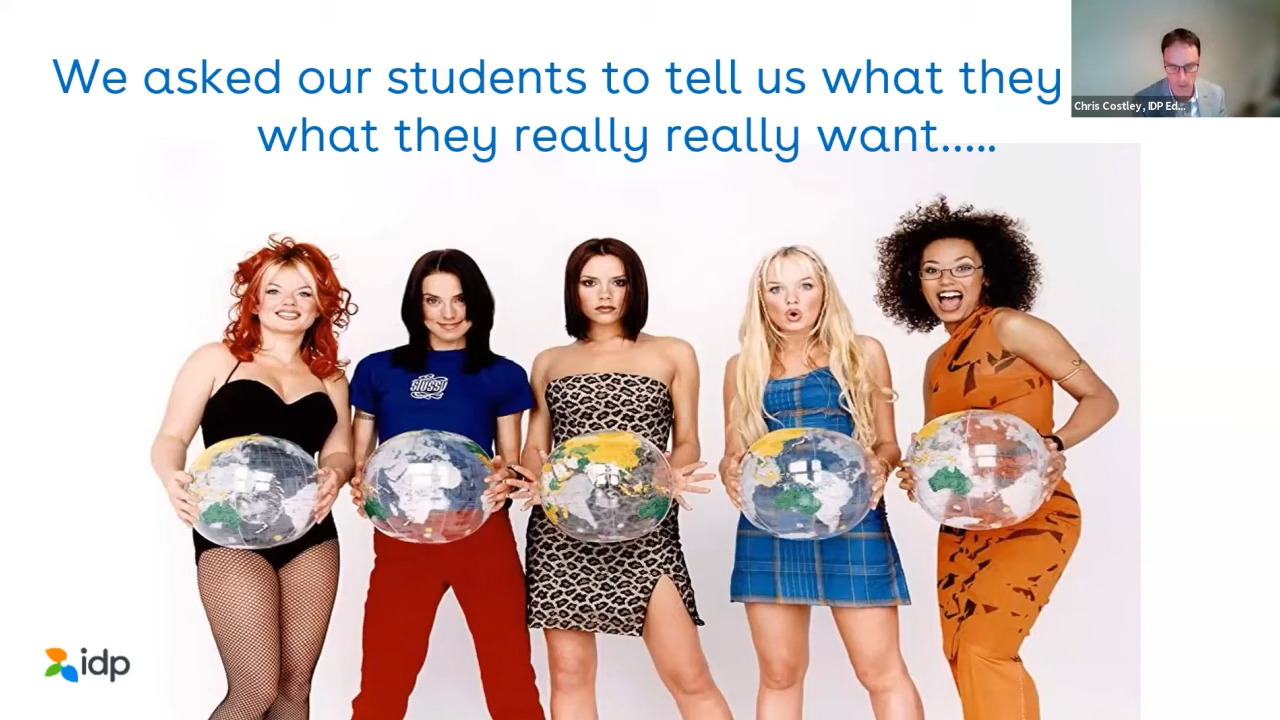 We asked our students to tell us what they
what they really really want.....
Chris Costley, IDP Ed...
STUSSY
idp